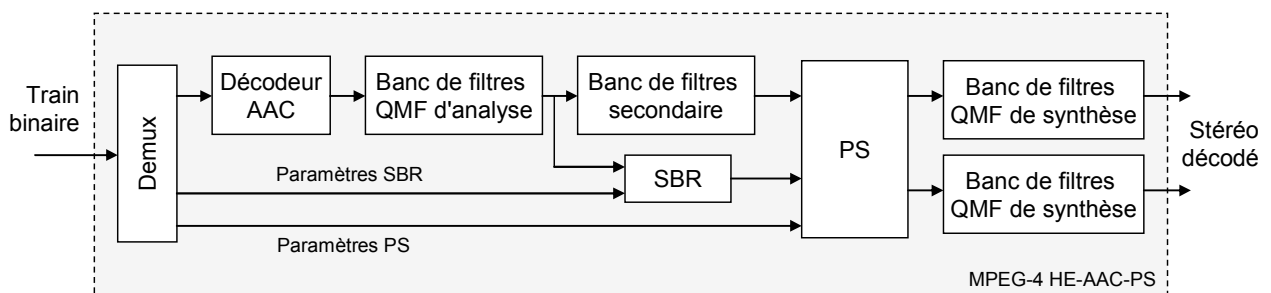 Train
binaire
Demux
Décodeur
AAC
Banc de filtres
QMF d'analyse
Banc de filtres
secondaire
Paramètres SBR
SBR
Paramètres PS
PS
Banc de filtres
QMF de synthèse
Banc de filtres
QMF de synthèse
Stéréo
décodé
MPEG-4 HE-AAC-PS